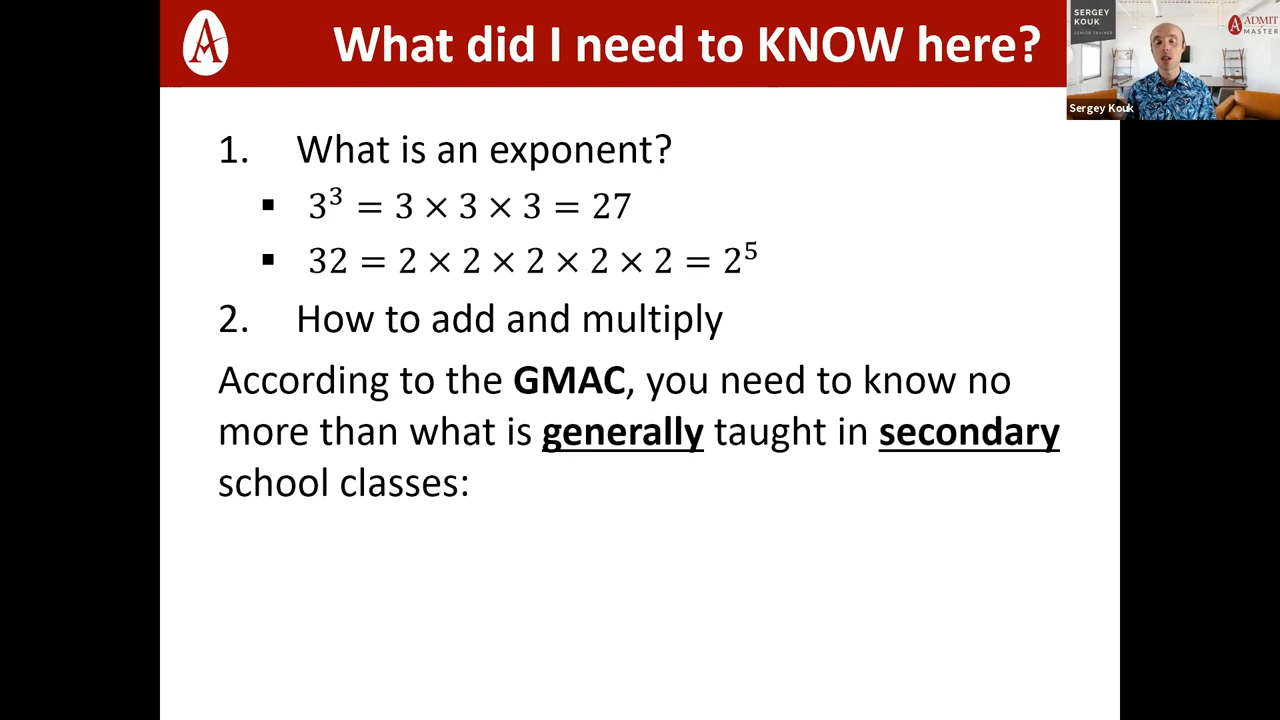 What did I need to KNOW here?
SERGEY
KOUK
SENIOR TRAINER
ADMIT
MASTER
Sergey Kouk
1. What is an exponent?
▪ 3³ = 3 × 3 × 3 = 27
▪ 32 = 2 × 2 × 2 × 2 × 2 = 2⁵
2. How to add and multiply
According to the GMAC, you need to know no
more than what is generally taught in secondary
school classes: